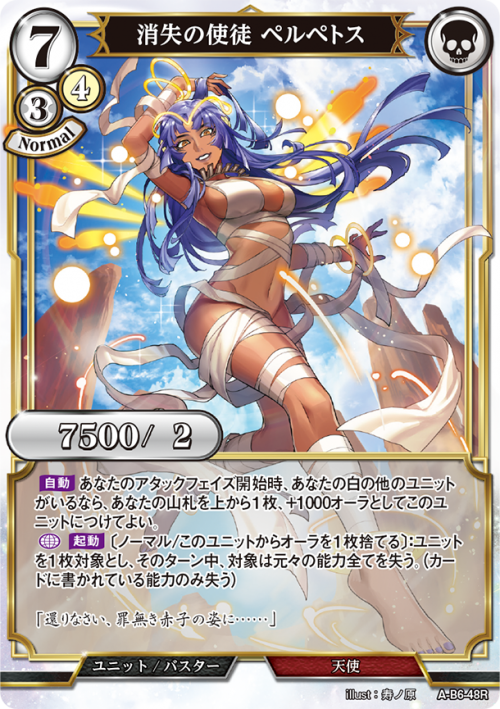 7
消失の使徒 ペルペトス
3
4
Normal
7500/ 2
自動 あなたのアタックフェイズ開始時、あなたの白の他のユニット
がいるなら、あなたの山札を上から1枚、+1000オーラとしてこのユ
ニットにつけてよい。
起動 〔ノーマル/このユニットからオーラを1枚捨てる〕:ユニット
を1枚対象とし、そのターン中、対象は元々の能力全てを失う。(カー
ドに書かれている能力のみ失う)
「還りなさい、罪無き赤子の姿に……」
ユニット / バスター
天使
illust : 寿ノ原
A-B6-48R